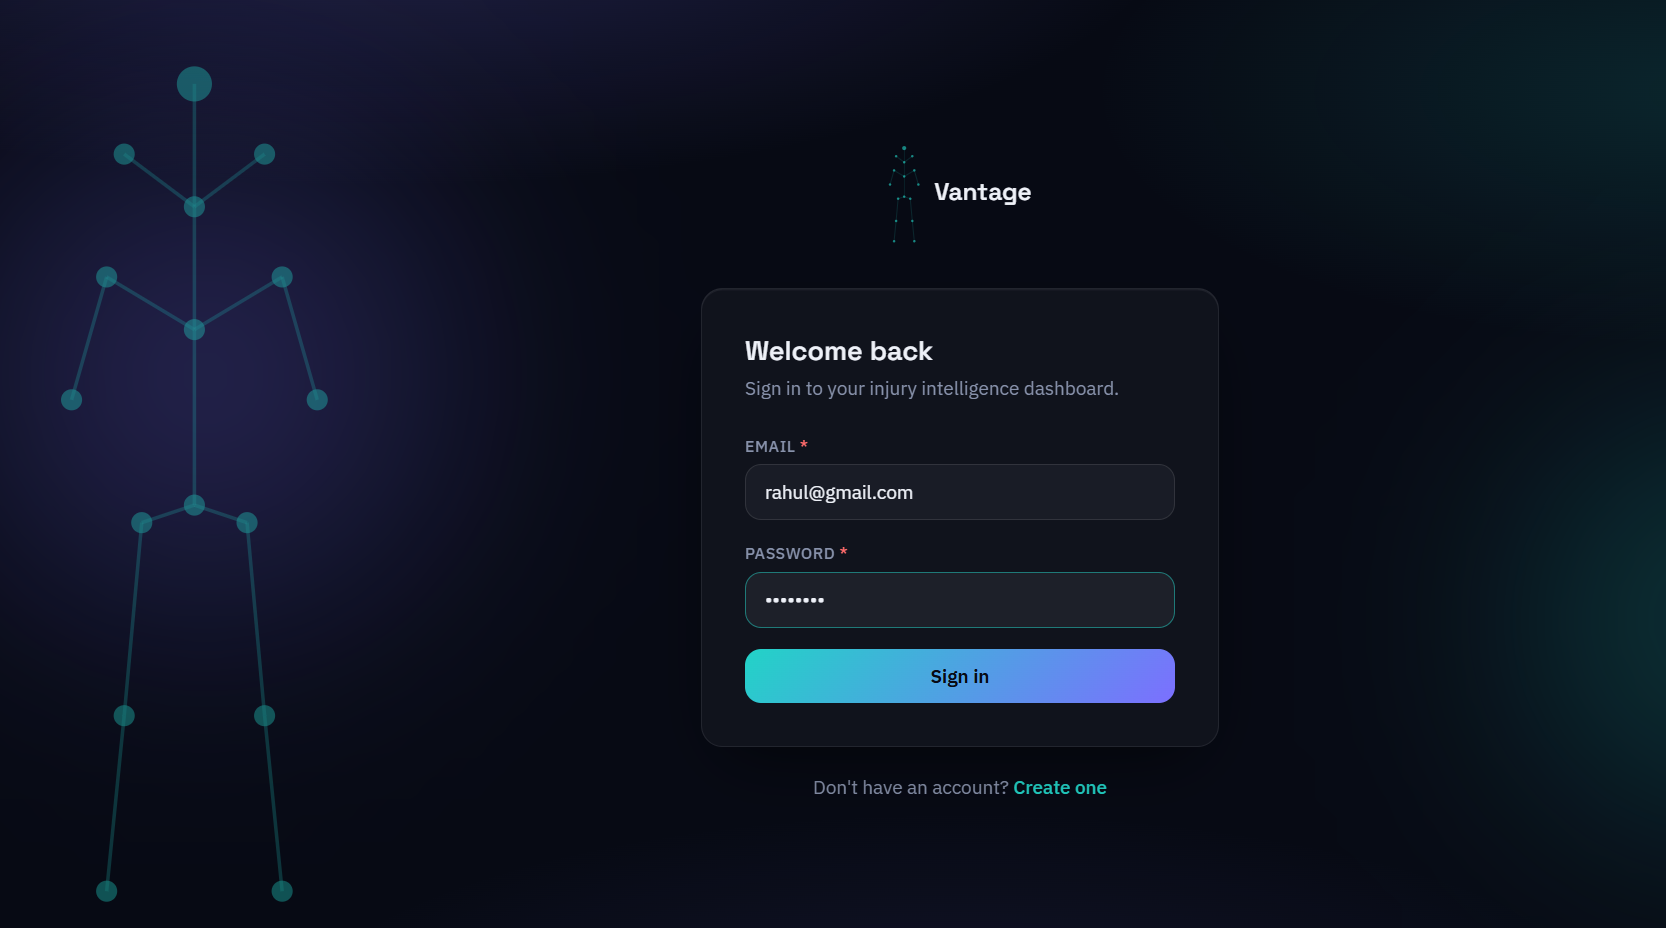 Vantage
Welcome back
Sign in to your injury intelligence dashboard.
EMAIL *
rahul@gmail.com
PASSWORD *
••••••••
Sign in
Don't have an account? Create one